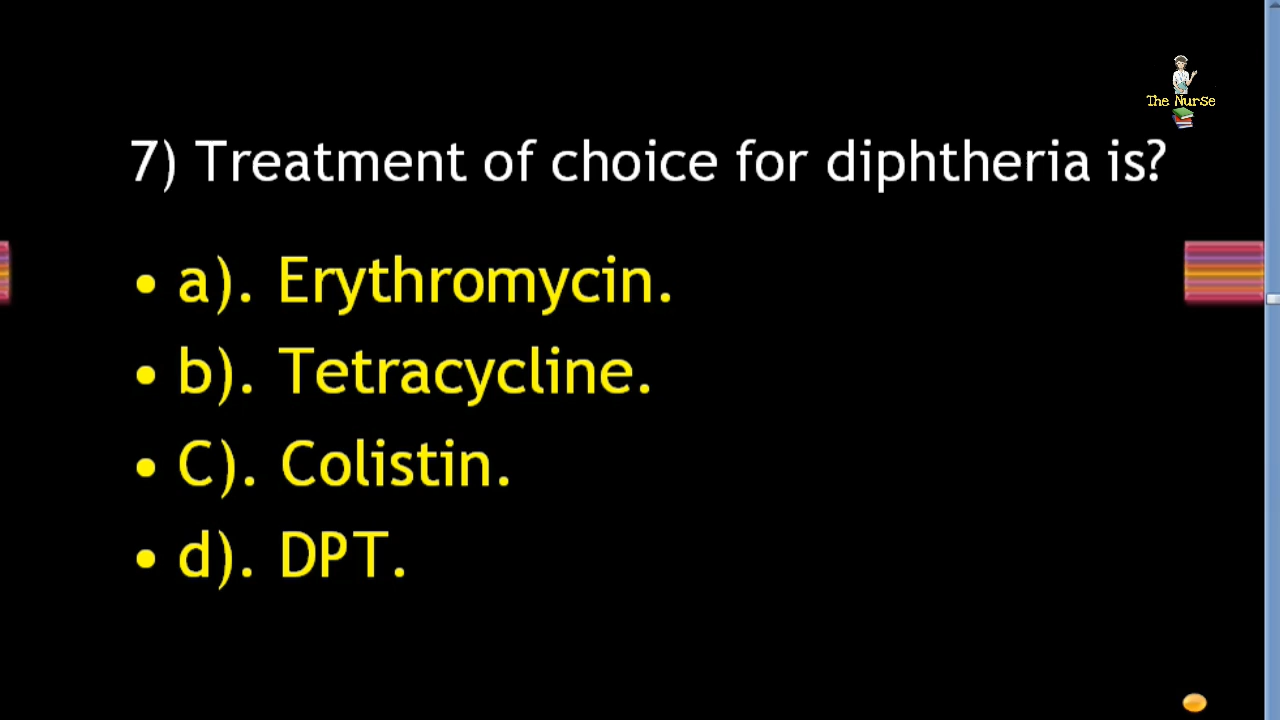 The Nurse
7) Treatment of choice for diphtheria is?
• a). Erythromycin.
• b). Tetracycline.
• C). Colistin.
• d). DPT.